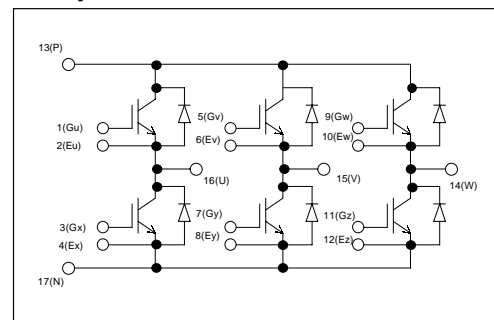 13(P)
1(Gu)
2(Eu)
5(Gv)
6(Ev)
9(Gw)
10(Ew)
16(U)
15(V)
14(W)
3(Gx)
4(Ex)
7(Gy)
8(Ey)
11(Gz)
12(Ez)
17(N)